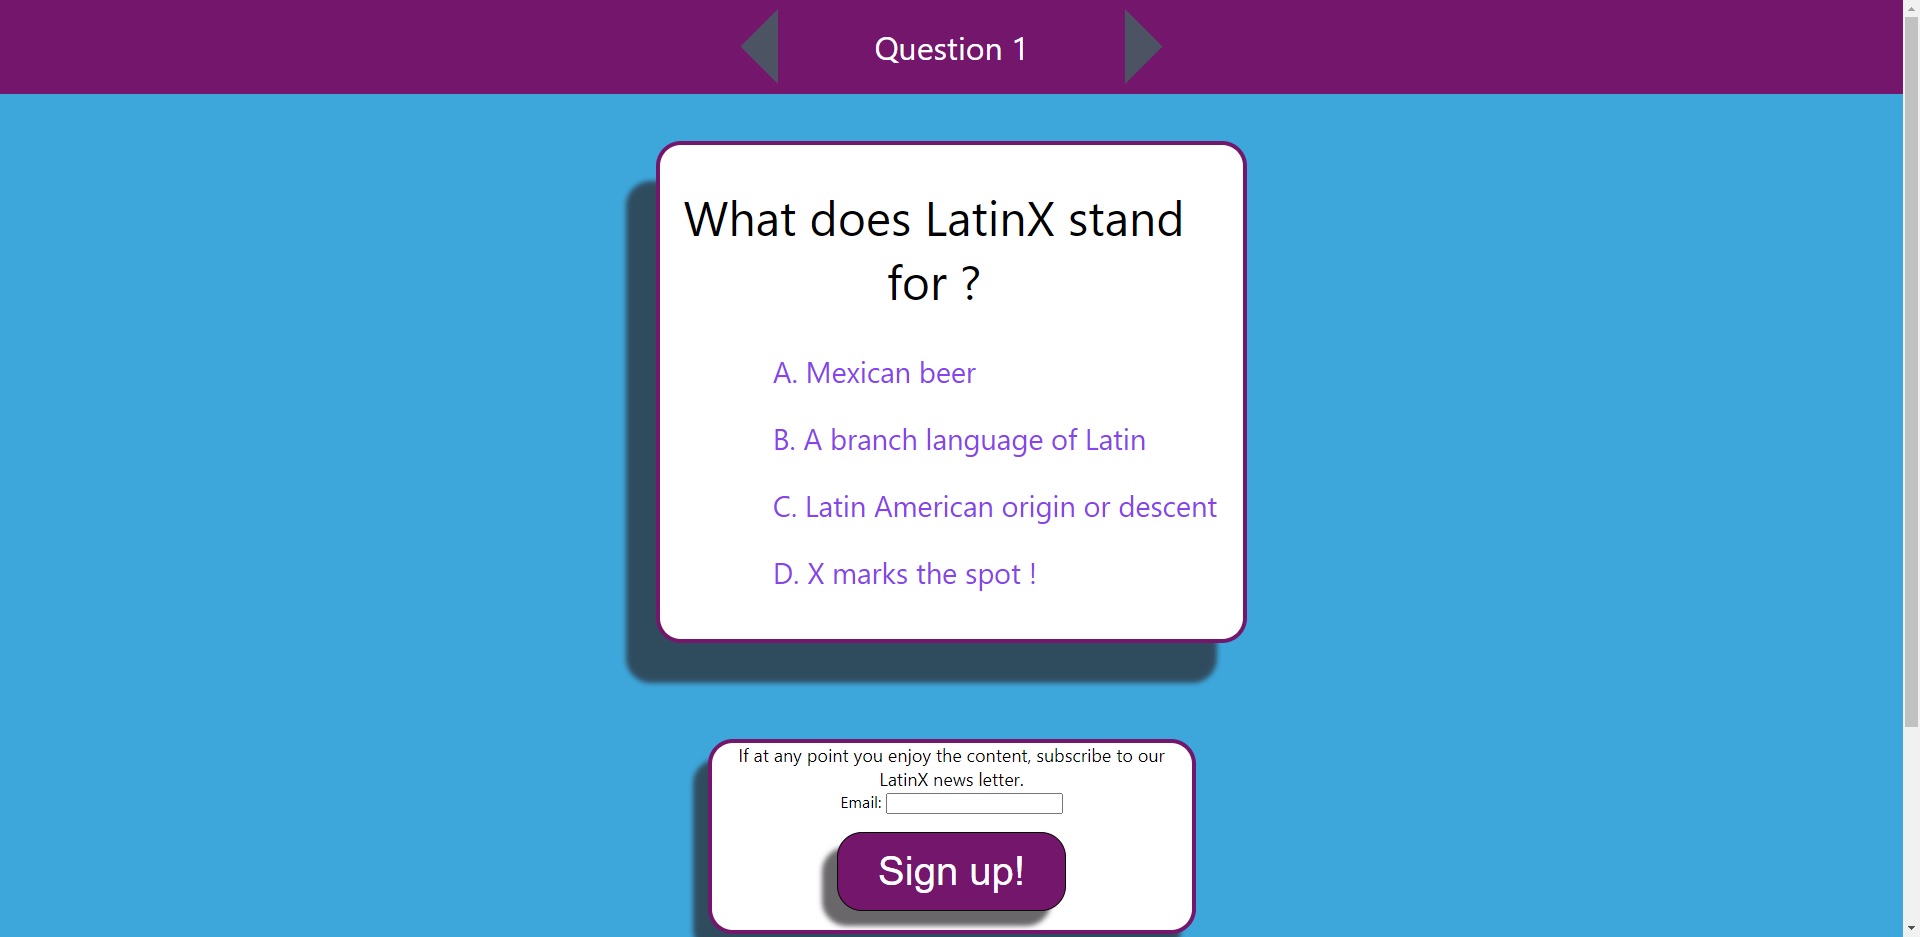 Question 1
What does LatinX stand
for ?
A. Mexican beer
B. A branch language of Latin
C. Latin American origin or descent
D. X marks the spot !
If at any point you enjoy the content, subscribe to our
LatinX news letter.
Email:
Sign up!